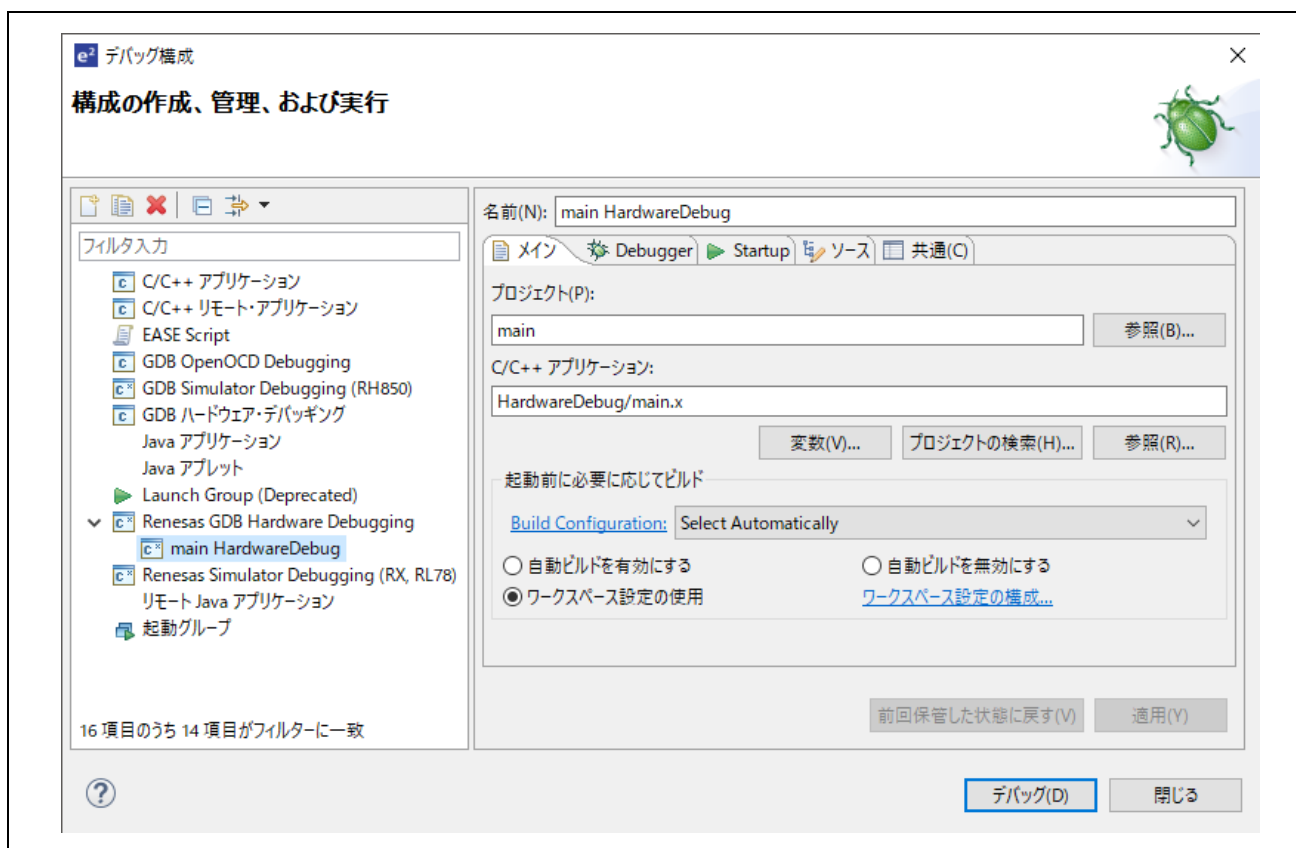 e² デバッグ構成
構成の作成、管理、および実行
フィルタ入力
C/C++ アプリケーション
C/C++ リモート・アプリケーション
EASE Script
GDB OpenOCD Debugging
GDB Simulator Debugging (RH850)
GDB ハードウェア・デバッギング
Java アプリケーション
Java アプレット
Launch Group (Deprecated)
Renesas GDB Hardware Debugging
main HardwareDebug
Renesas Simulator Debugging (RX, RL78)
リモート Java アプリケーション
起動グループ
16 項目のうち 14 項目がフィルターに一致
名前(N): main HardwareDebug
メイン Debugger Startup ソース 共通(C)
プロジェクト(P):
main 参照(B)...
C/C++ アプリケーション:
HardwareDebug/main.x
変数(V)... プロジェクトの検索(H)... 参照(R)...
起動前に必要に応じてビルド
Build Configuration: Select Automatically
自動ビルドを有効にする 自動ビルドを無効にする
ワークスペース設定の使用 ワークスペース設定の構成...
前回保管した状態に戻す(V) 適用(Y)
デバッグ(D) 閉じる